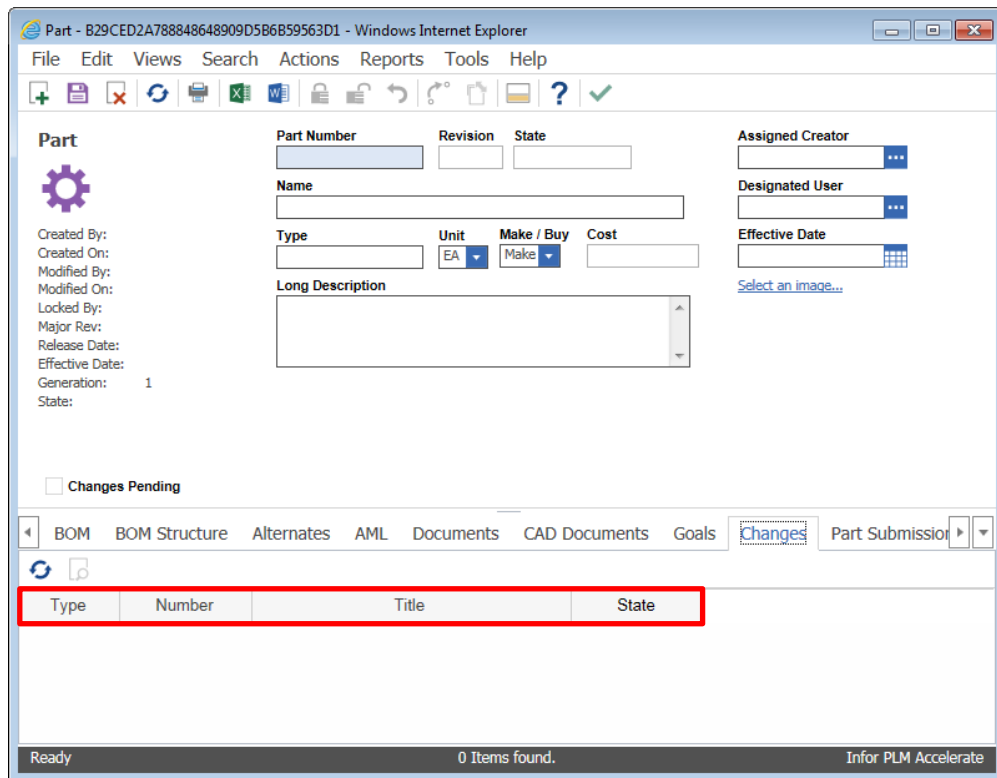 Part - B29CED2A788848648909D5B6B59563D1 - Windows Internet Explorer
File Edit Views Search Actions Reports Tools Help
Part
Part Number Revision State Assigned Creator
Name Designated User
Created By:
Created On:
Modified By:
Modified On:
Locked By:
Major Rev:
Release Date:
Effective Date:
Generation: 1
State:
Type Unit Make / Buy Cost Effective Date
EA Make
Long Description Select an image...
Changes Pending
BOM BOM Structure Alternates AML Documents CAD Documents Goals Changes Part Submission
Type Number Title State
Ready 0 Items found. Infor PLM Accelerate